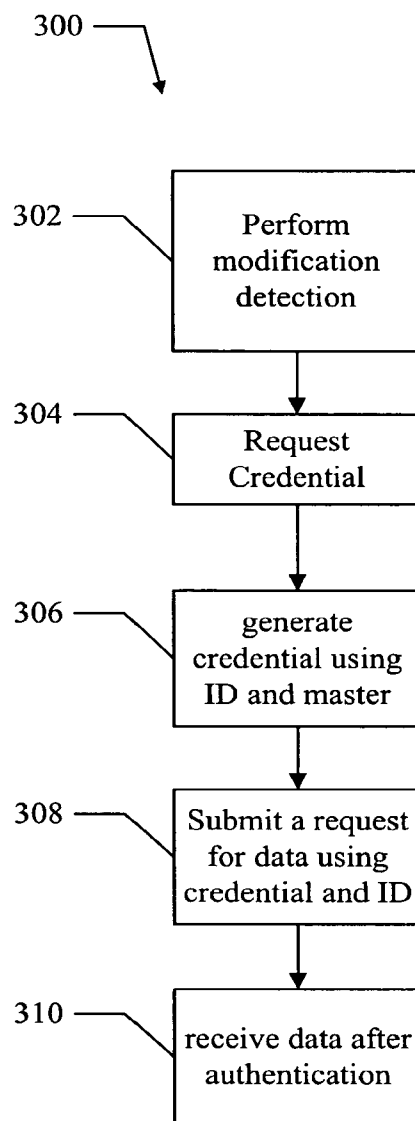 300
302
Perform
modification
detection
304
Request
Credential
306
generate
credential using
ID and master
308
Submit a request
for data using
credential and ID
310
receive data after
authentication